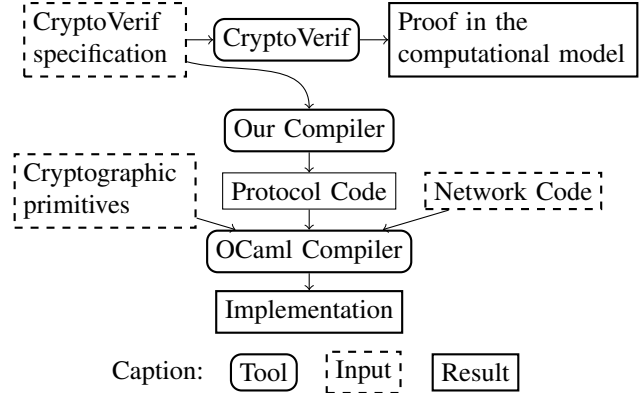 CryptoVerif
specification
CryptoVerif
Proof in the
computational model
Our Compiler
Cryptographic
primitives
Protocol Code
Network Code
OCaml Compiler
Implementation
Caption: Tool Input Result